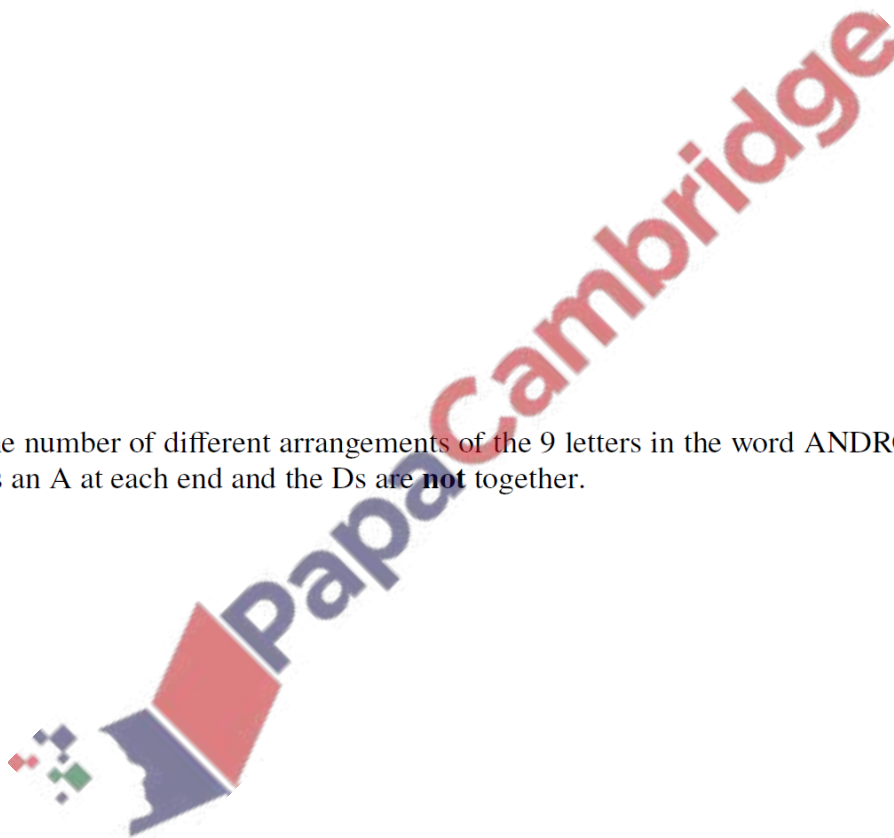 e number of different arrangements of the 9 letters in the word ANDR
s an A at each end and the Ds are not together.
PapaCambridge